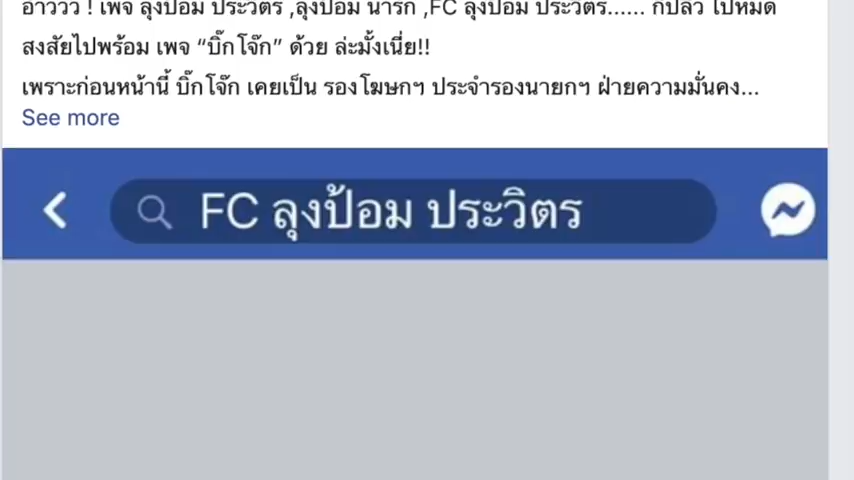 อ้าววว ! เพจ ลุงป้อม ประวิตร ,ลุงป้อม น่ารัก ,FC ลุงป้อม ประวิตร...... ก็ปลิว ไปหมด
สงสัยไปพร้อม เพจ “บิ๊กโจ๊ก” ด้วย ล่ะมั้งเนี่ย!!
เพราะก่อนหน้านี้ บิ๊กโจ๊ก เคยเป็น รองโฆษกฯ ประจำรองนายกฯ ฝ่ายความมั่นคง...
See more
FC ลุงป้อม ประวิตร